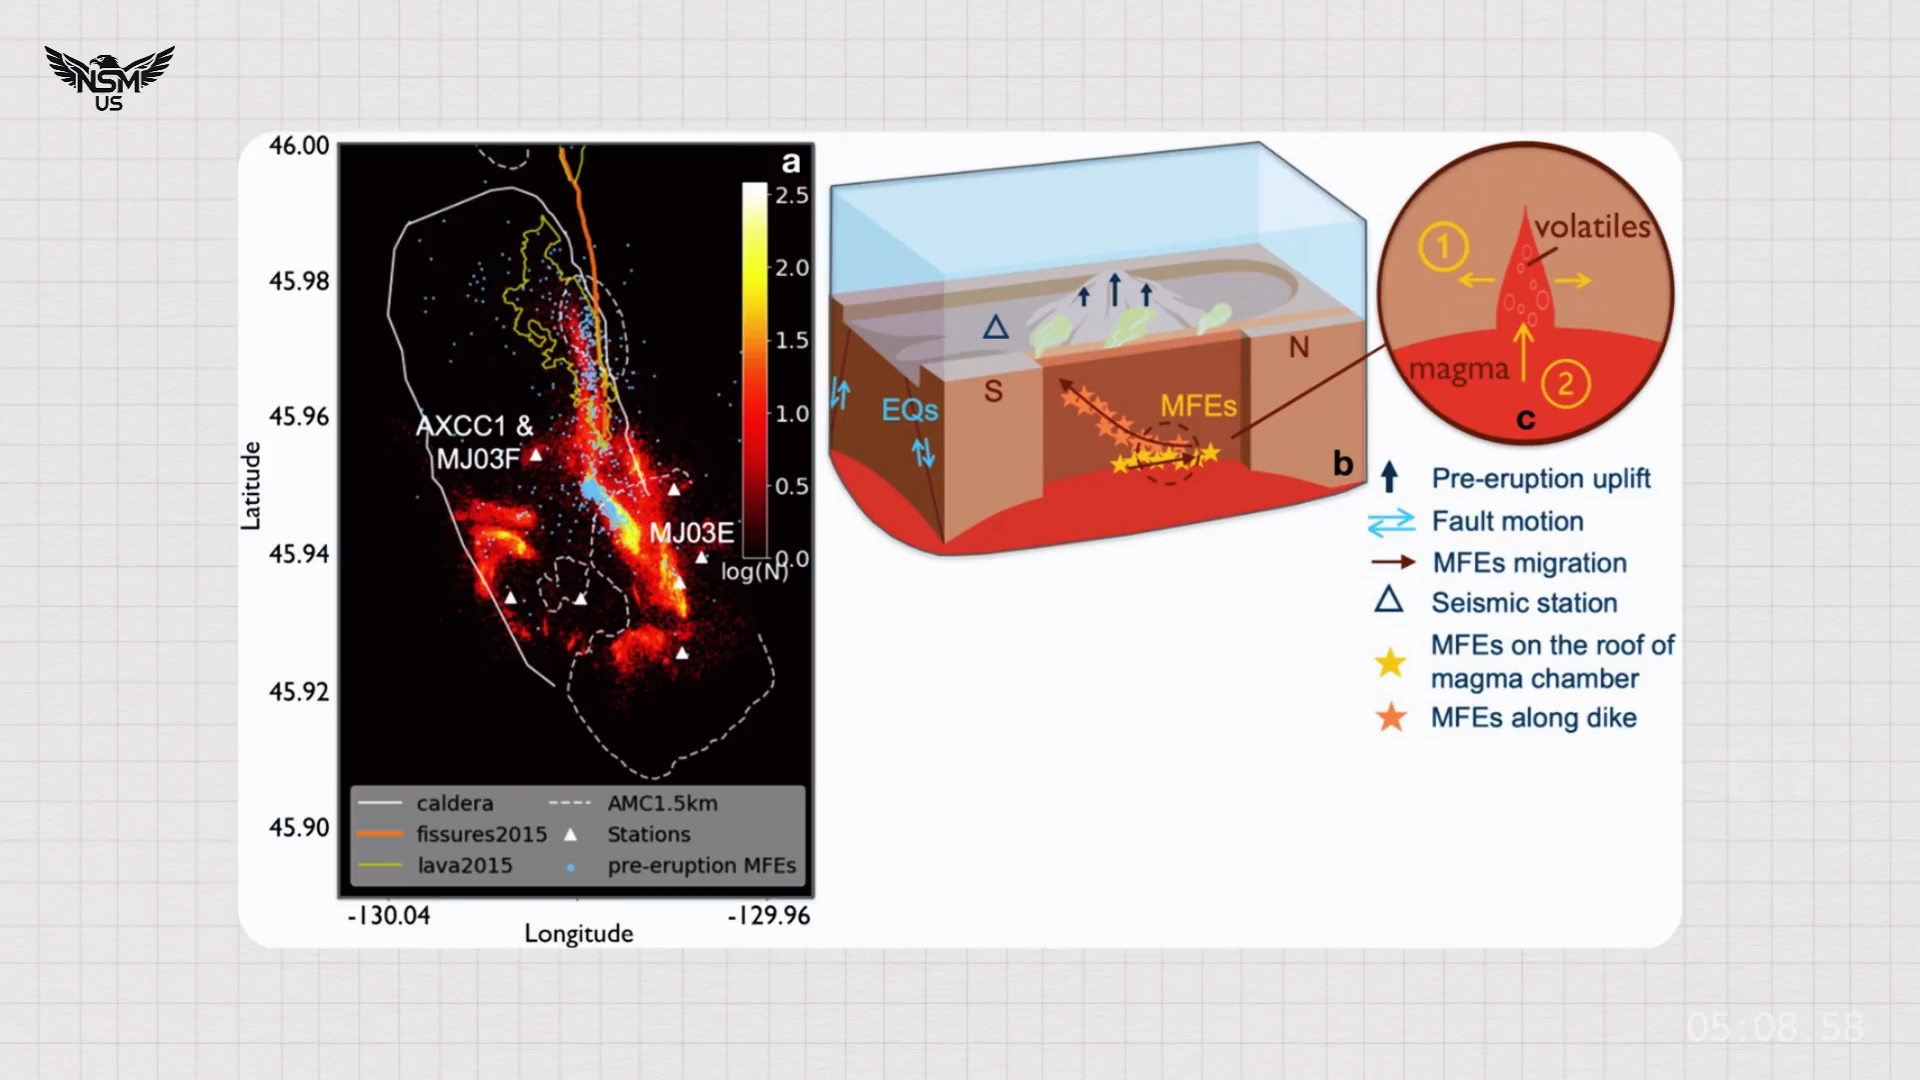 NSM
US
46.00
45.98
45.96
45.94
45.92
45.90
Latitude
a
2.5
2.0
1.5
1.0
0.5
0.0
log(N)
AXCC1 &
MJ03F
MJ03E
caldera
AMC1.5km
fissures2015
Stations
lava2015
pre-eruption MFEs
-130.04
-129.96
Longitude
S
N
EQs
MFEs
b
1
volatiles
magma
2
c
Pre-eruption uplift
Fault motion
MFEs migration
Seismic station
MFEs on the roof of
magma chamber
MFEs along dike
05:08:58